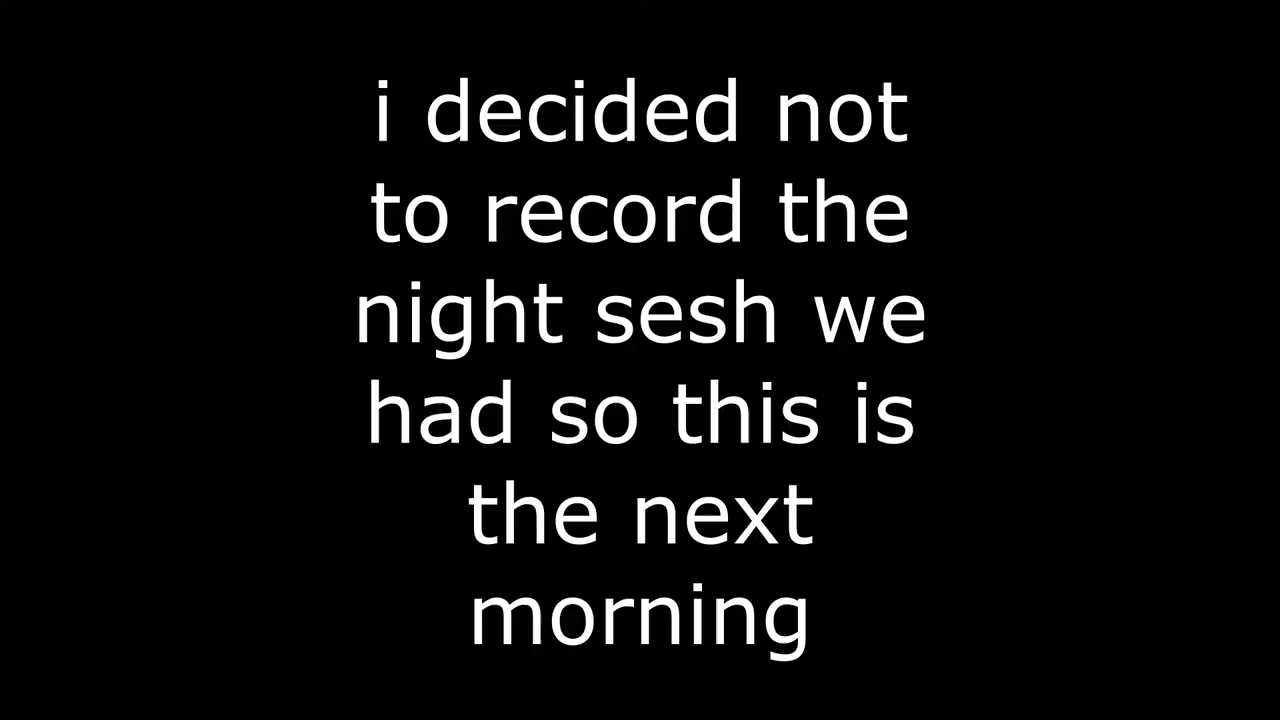 i decided not
to record the
night sesh we
had so this is
the next
morning